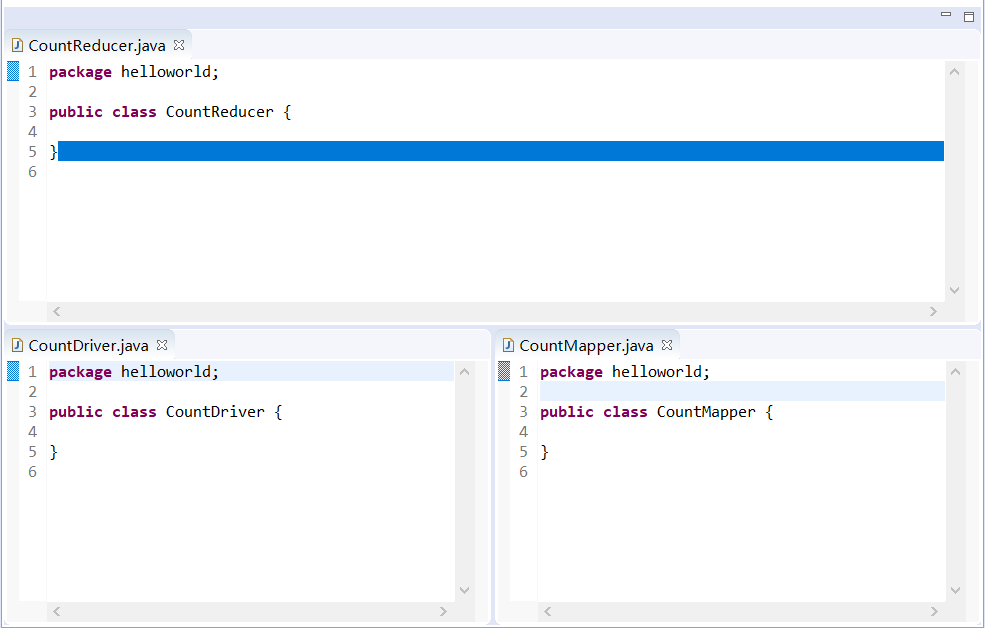 CountReducer.java
1 package helloworld;
2
3 public class CountReducer {
4
5 }
6
CountDriver.java
1 package helloworld;
2
3 public class CountDriver {
4
5 }
6
CountMapper.java
1 package helloworld;
2
3 public class CountMapper {
4
5 }
6